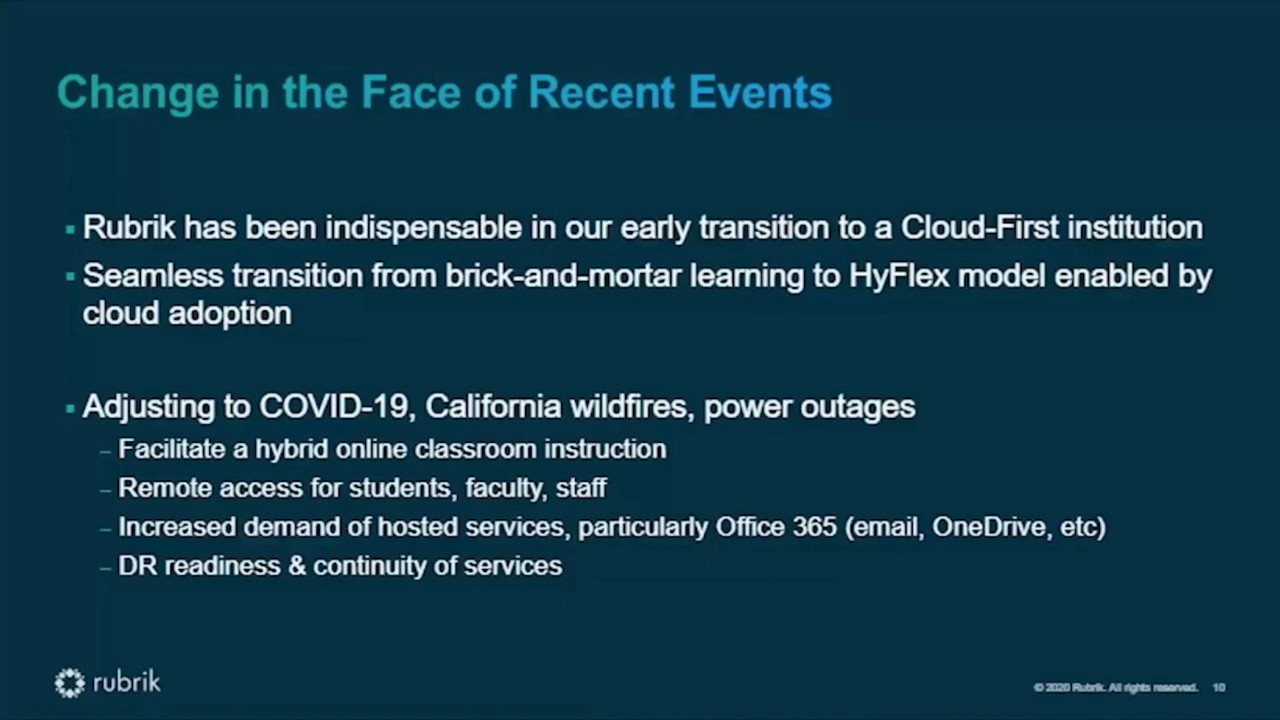 Change in the Face of Recent Events
▪ Rubrik has been indispensable in our early transition to a Cloud-First institution
▪ Seamless transition from brick-and-mortar learning to HyFlex model enabled by
cloud adoption
▪ Adjusting to COVID-19, California wildfires, power outages
– Facilitate a hybrid online classroom instruction
– Remote access for students, faculty, staff
– Increased demand of hosted services, particularly Office 365 (email, OneDrive, etc)
– DR readiness & continuity of services
rubrik
© 2020 Rubrik. All rights reserved. 10